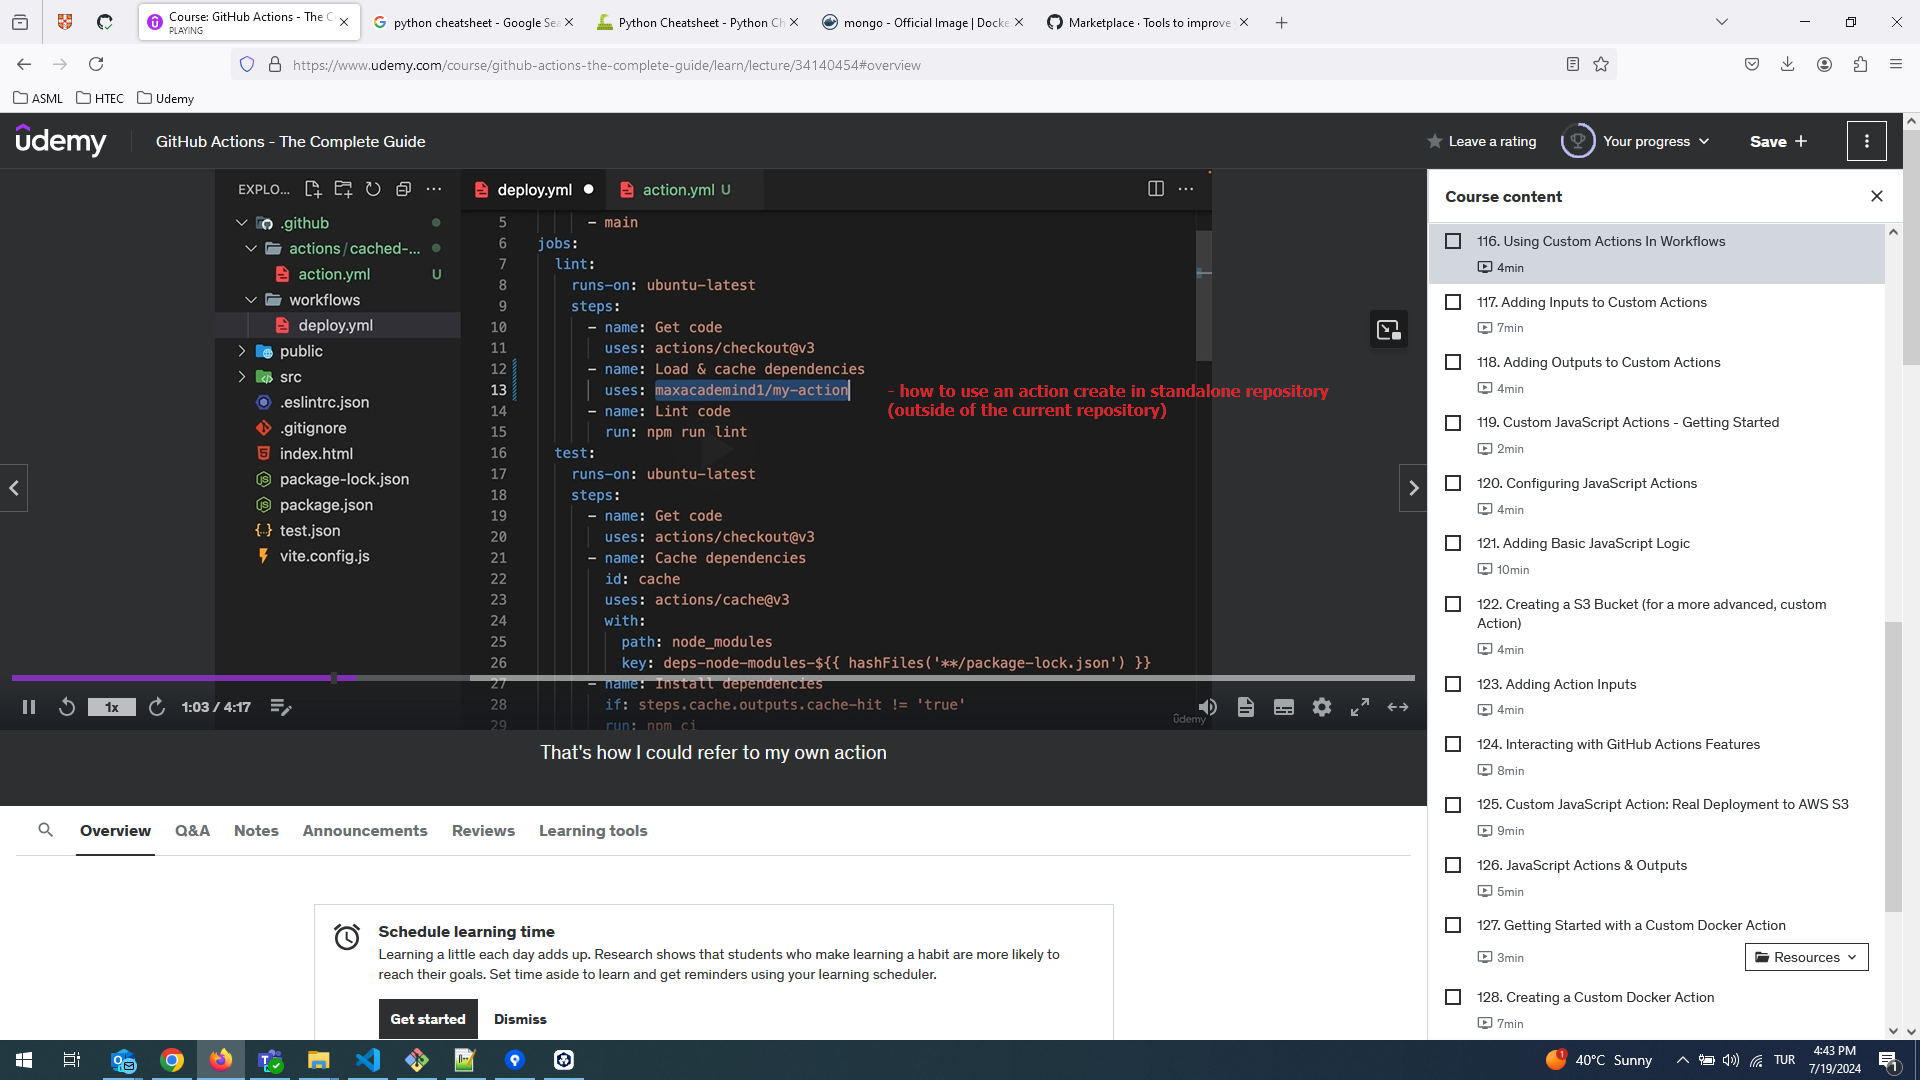 Course: GitHub Actions - The C
PLAYING
python cheatsheet - Google Sea
Python Cheatsheet - Python Ch
mongo - Official Image | Docke
Marketplace · Tools to improve
https://www.udemy.com/course/github-actions-the-complete-guide/learn/lecture/34140454#overview
ASML
HTEC
Udemy
udemy
GitHub Actions - The Complete Guide
Leave a rating
Your progress
Save +
EXPLO...
.github
actions/cached-...
action.yml U
workflows
deploy.yml
public
src
.eslintrc.json
.gitignore
index.html
package-lock.json
package.json
test.json
vite.config.js
deploy.yml
action.yml U
5 - main
6 jobs:
7 lint:
8 runs-on: ubuntu-latest
9 steps:
10 - name: Get code
11 uses: actions/checkout@v3
12 - name: Load & cache dependencies
13 uses: maxacademind1/my-action
14 - name: Lint code
15 run: npm run lint
16 test:
17 runs-on: ubuntu-latest
18 steps:
19 - name: Get code
20 uses: actions/checkout@v3
21 - name: Cache dependencies
22 id: cache
23 uses: actions/cache@v3
24 with:
25 path: node_modules
26 key: deps-node-modules-${{ hashFiles('**/package-lock.json') }}
27 - name: Install dependencies
28 if: steps.cache.outputs.cache-hit != 'true'
29 run: npm ci
- how to use an action create in standalone repository
(outside of the current repository)
1x
1:03 / 4:17
udemy
That's how I could refer to my own action
Overview
Q&A
Notes
Announcements
Reviews
Learning tools
Schedule learning time
Learning a little each day adds up. Research shows that students who make learning a habit are more likely to
reach their goals. Set time aside to learn and get reminders using your learning scheduler.
Get started
Dismiss
Course content
116. Using Custom Actions In Workflows
4min
117. Adding Inputs to Custom Actions
7min
118. Adding Outputs to Custom Actions
4min
119. Custom JavaScript Actions - Getting Started
2min
120. Configuring JavaScript Actions
4min
121. Adding Basic JavaScript Logic
10min
122. Creating a S3 Bucket (for a more advanced, custom
Action)
4min
123. Adding Action Inputs
4min
124. Interacting with GitHub Actions Features
8min
125. Custom JavaScript Action: Real Deployment to AWS S3
9min
126. JavaScript Actions & Outputs
5min
127. Getting Started with a Custom Docker Action
3min
Resources
128. Creating a Custom Docker Action
7min
1
40°C Sunny
TUR
4:43 PM
7/19/2024
1